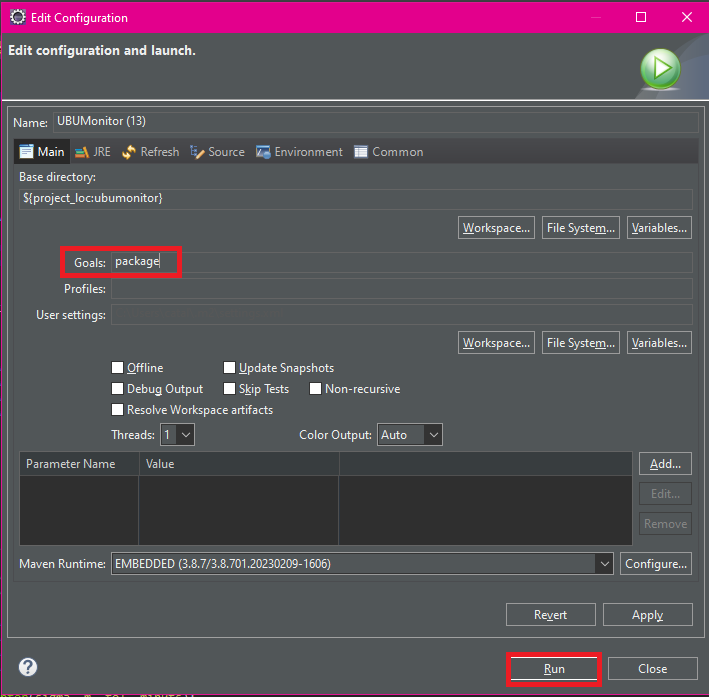 Edit Configuration
Edit configuration and launch.
Name: UBUMonitor (13)
Main JRE Refresh Source Environment Common
Base directory:
${project_loc:ubumonitor}
Workspace... File System... Variables...
Goals: package
Profiles:
User settings:
Workspace... File System... Variables...
Offline Update Snapshots
Debug Output Skip Tests Non-recursive
Resolve Workspace artifacts
Threads: 1 Color Output: Auto
Parameter Name Value Add...
Edit...
Remove
Maven Runtime: EMBEDDED (3.8.7/3.8.701.20230209-1606) Configure...
Revert Apply
? Run Close